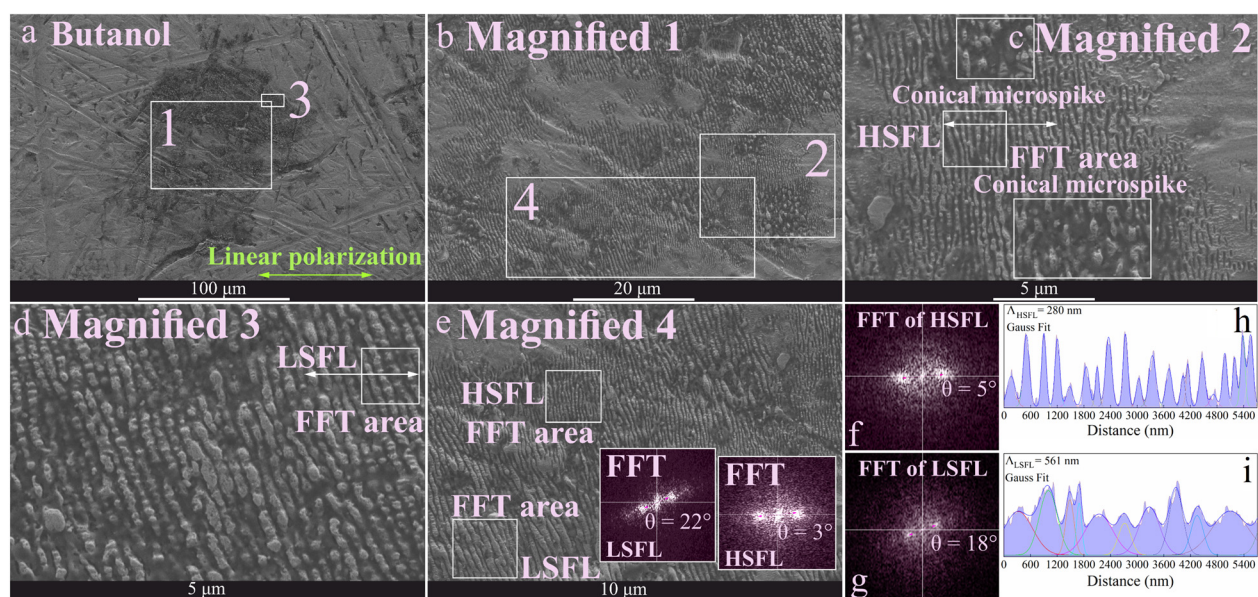 a Butanol
1
3
Linear polarization
100 μm
b Magnified 1
2
4
20 μm
c Magnified 2
Conical microspike
HSFL
FFT area
Conical microspike
5 μm
d Magnified 3
LSFL
FFT area
5 μm
e Magnified 4
HSFL
FFT area
FFT area
LSFL
FFT
θ = 22°
LSFL
FFT
θ = 3°
HSFL
10 μm
FFT of HSFL
θ = 5°
f
FFT of LSFL
θ = 18°
g
Λ_HSFL = 280 nm
Gauss Fit
h
0 600 1200 1800 2400 3000 3600 4200 4800 5400
Distance (nm)
Λ_LSFL = 561 nm
Gauss Fit
i
0 600 1200 1800 2400 3000 3600 4200 4800 5400
Distance (nm)